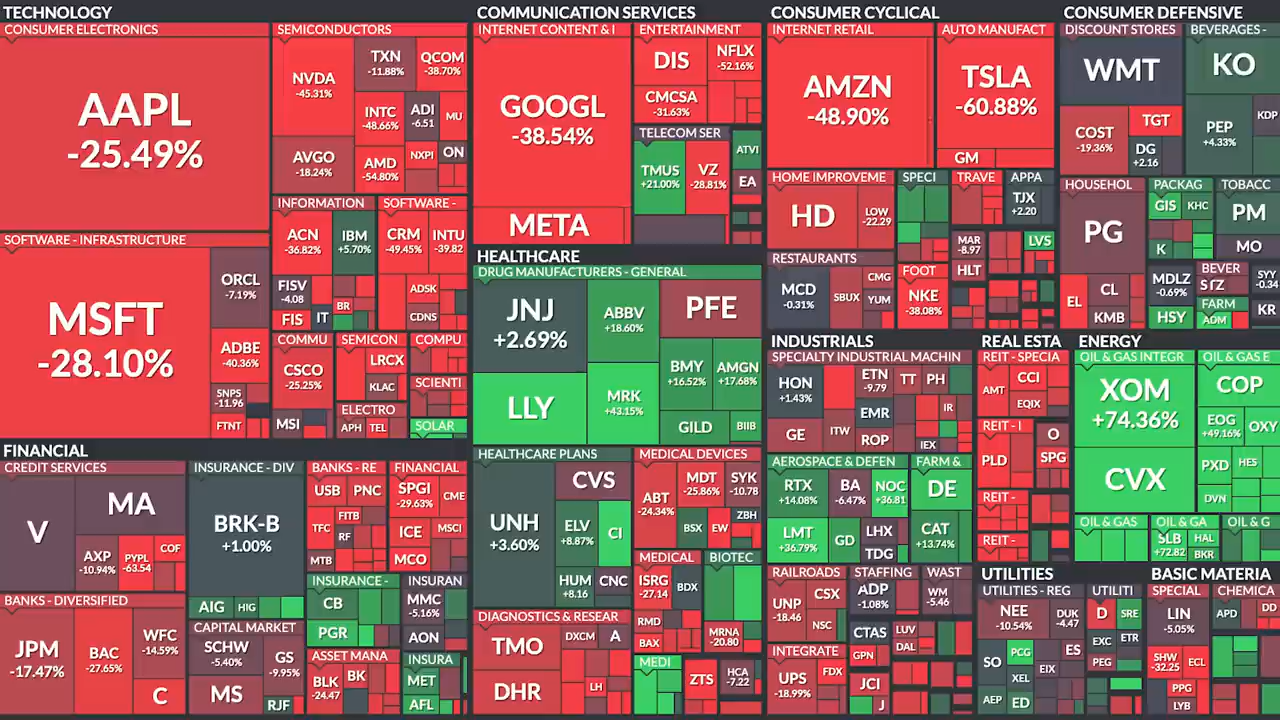 TECHNOLOGY
CONSUMER ELECTRONICS
AAPL
-25.49%
SEMICONDUCTORS
NVDA
-45.31%
TXN
-11.88%
QCOM
-38.70%
INTC
-48.66%
ADI
-6.51
MU
AVGO
-18.24%
AMD
-54.80%
NXPI
ON
SOFTWARE - INFRASTRUCTURE
MSFT
-28.10%
ORCL
-7.19%
ADBE
-40.36%
SNPS
-11.96
FTNT
INFORMATION
ACN
-36.82%
IBM
+5.70%
FISV
-4.08
FIS
IT
BR
SOFTWARE -
CRM
-49.45%
INTU
-39.82
ADSK
CDNS
COMMU
CSCO
-25.25%
MSI
SEMICON
LRCX
KLAC
COMPU
SCIENTI
ELECTRO
APH
TEL
SOLAR
COMMUNICATION SERVICES
INTERNET CONTENT & I
GOOGL
-38.54%
META
ENTERTAINMENT
DIS
NFLX
-52.16%
CMCSA
-31.63%
TELECOM SER
TMUS
+21.00%
VZ
-28.81%
ATVI
EA
CONSUMER CYCLICAL
INTERNET RETAIL
AMZN
-48.90%
AUTO MANUFACT
TSLA
-60.88%
GM
HOME IMPROVEME
HD
LOW
-22.29
SPECI
TRAVE
MAR
-8.97
HLT
APPA
TJX
+2.20
LVS
RESTAURANTS
MCD
-0.31%
SBUX
CMG
YUM
FOOT
NKE
-38.08%
CONSUMER DEFENSIVE
DISCOUNT STORES
WMT
COST
-19.36%
TGT
DG
+2.16
BEVERAGES -
KO
PEP
+4.33%
KDP
HOUSEHOL
PG
EL
CL
KMB
PACKAG
GIS
KHC
K
TOBACC
PM
MO
MDLZ
-0.69%
HSY
BEVER
STZ
SYY
-0.34
FARM
ADM
KR
HEALTHCARE
DRUG MANUFACTURERS - GENERAL
JNJ
+2.69%
ABBV
+18.60%
PFE
LLY
MRK
+43.15%
BMY
+16.52%
AMGN
+17.68%
GILD
BIIB
HEALTHCARE PLANS
UNH
+3.60%
CVS
ELV
+8.87%
CI
HUM
+8.16
CNC
MEDICAL DEVICES
ABT
-24.34%
MDT
-25.86%
SYK
-10.78
BSX
EW
ZBH
MEDICAL
ISRG
-27.14
BDX
RMD
BAX
BIOTEC
MRNA
-20.80
DIAGNOSTICS & RESEAR
TMO
DHR
DXCM
A
LH
MEDI
ZTS
HCA
-7.22
FINANCIAL
CREDIT SERVICES
V
MA
AXP
-10.94%
PYPL
-63.54
COF
BANKS - DIVERSIFIED
JPM
-17.47%
BAC
-27.65%
WFC
-14.59%
C
INSURANCE - DIV
BRK-B
+1.00%
AIG
HIG
CAPITAL MARKET
SCHW
-5.40%
GS
-9.95%
MS
RJF
BANKS - RE
USB
PNC
TFC
FITB
RF
MTB
FINANCIAL
SPGI
-29.63%
CME
ICE
MSCI
MCO
INSURANCE -
CB
PGR
INSURAN
MMC
-5.16%
AON
ASSET MANA
BLK
-24.47
BK
INSURA
MET
AFL
INDUSTRIALS
SPECIALTY INDUSTRIAL MACHIN
HON
+1.43%
GE
ITW
ETN
-9.79
TT
PH
EMR
ROP
IR
IEX
AEROSPACE & DEFEN
RTX
+14.08%
BA
-6.47%
NOC
+36.81
LMT
+36.79%
GD
LHX
TDG
FARM &
DE
CAT
+13.74%
RAILROADS
UNP
-18.46
CSX
NSC
STAFFING
ADP
-1.08%
WAST
WM
-5.46
CTAS
LUV
DAL
INTEGRATE
UPS
-18.99%
FDX
GPN
JCI
J
REAL ESTA
REIT - SPECIA
AMT
CCI
EQIX
REIT - I
PLD
O
SPG
REIT -
REIT -
ENERGY
OIL & GAS INTEGR
XOM
+74.36%
CVX
OIL & GAS E
COP
EOG
+49.16%
OXY
PXD
HES
DVN
OIL & GAS
OIL & GA
SLB
+72.82
HAL
BKR
OIL & G
UTILITIES
UTILITIES - REG
NEE
-10.54%
DUK
-4.47
SO
PCG
ES
XEL
EIX
AEP
ED
UTILITI
D
SRE
EXC
ETR
PEG
BASIC MATERIA
SPECIAL
LIN
-5.05%
SHW
-32.25
ECL
PPG
LYB
CHEMICA
APD
DD